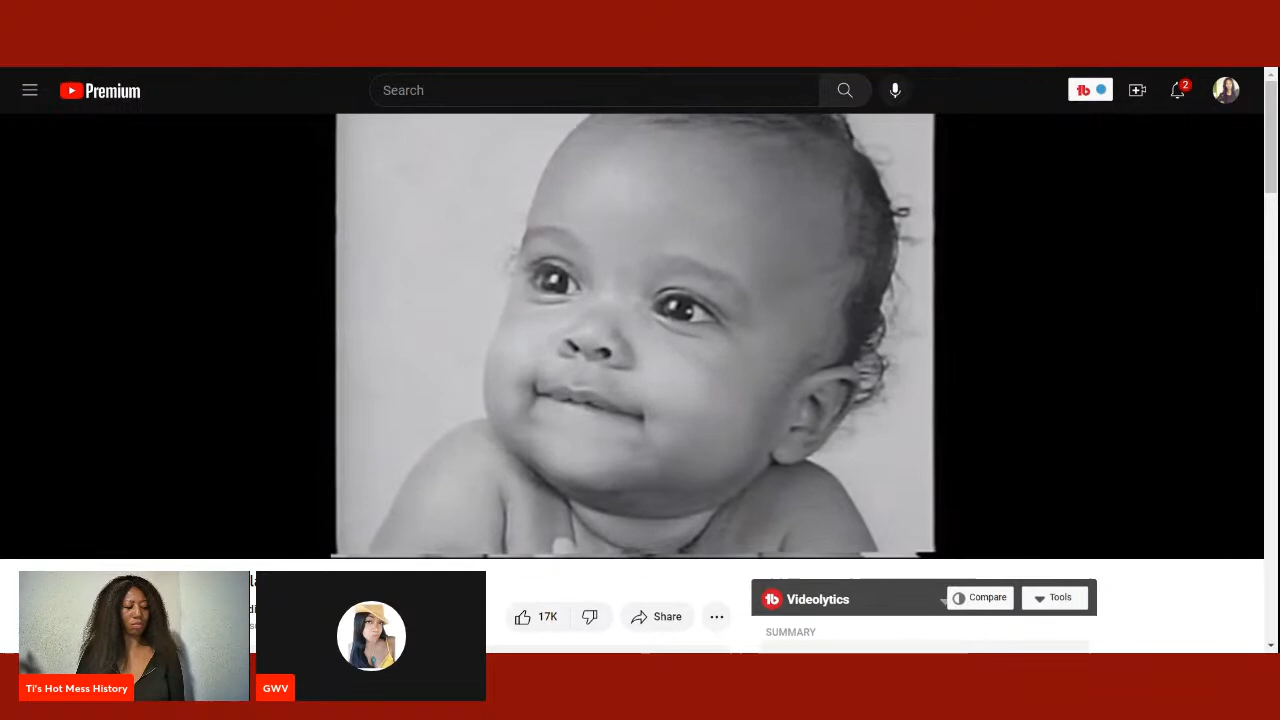 Premium
Search
2
17K
Share
Videolytics
Compare
Tools
SUMMARY
Ti's Hot Mess History
GWV